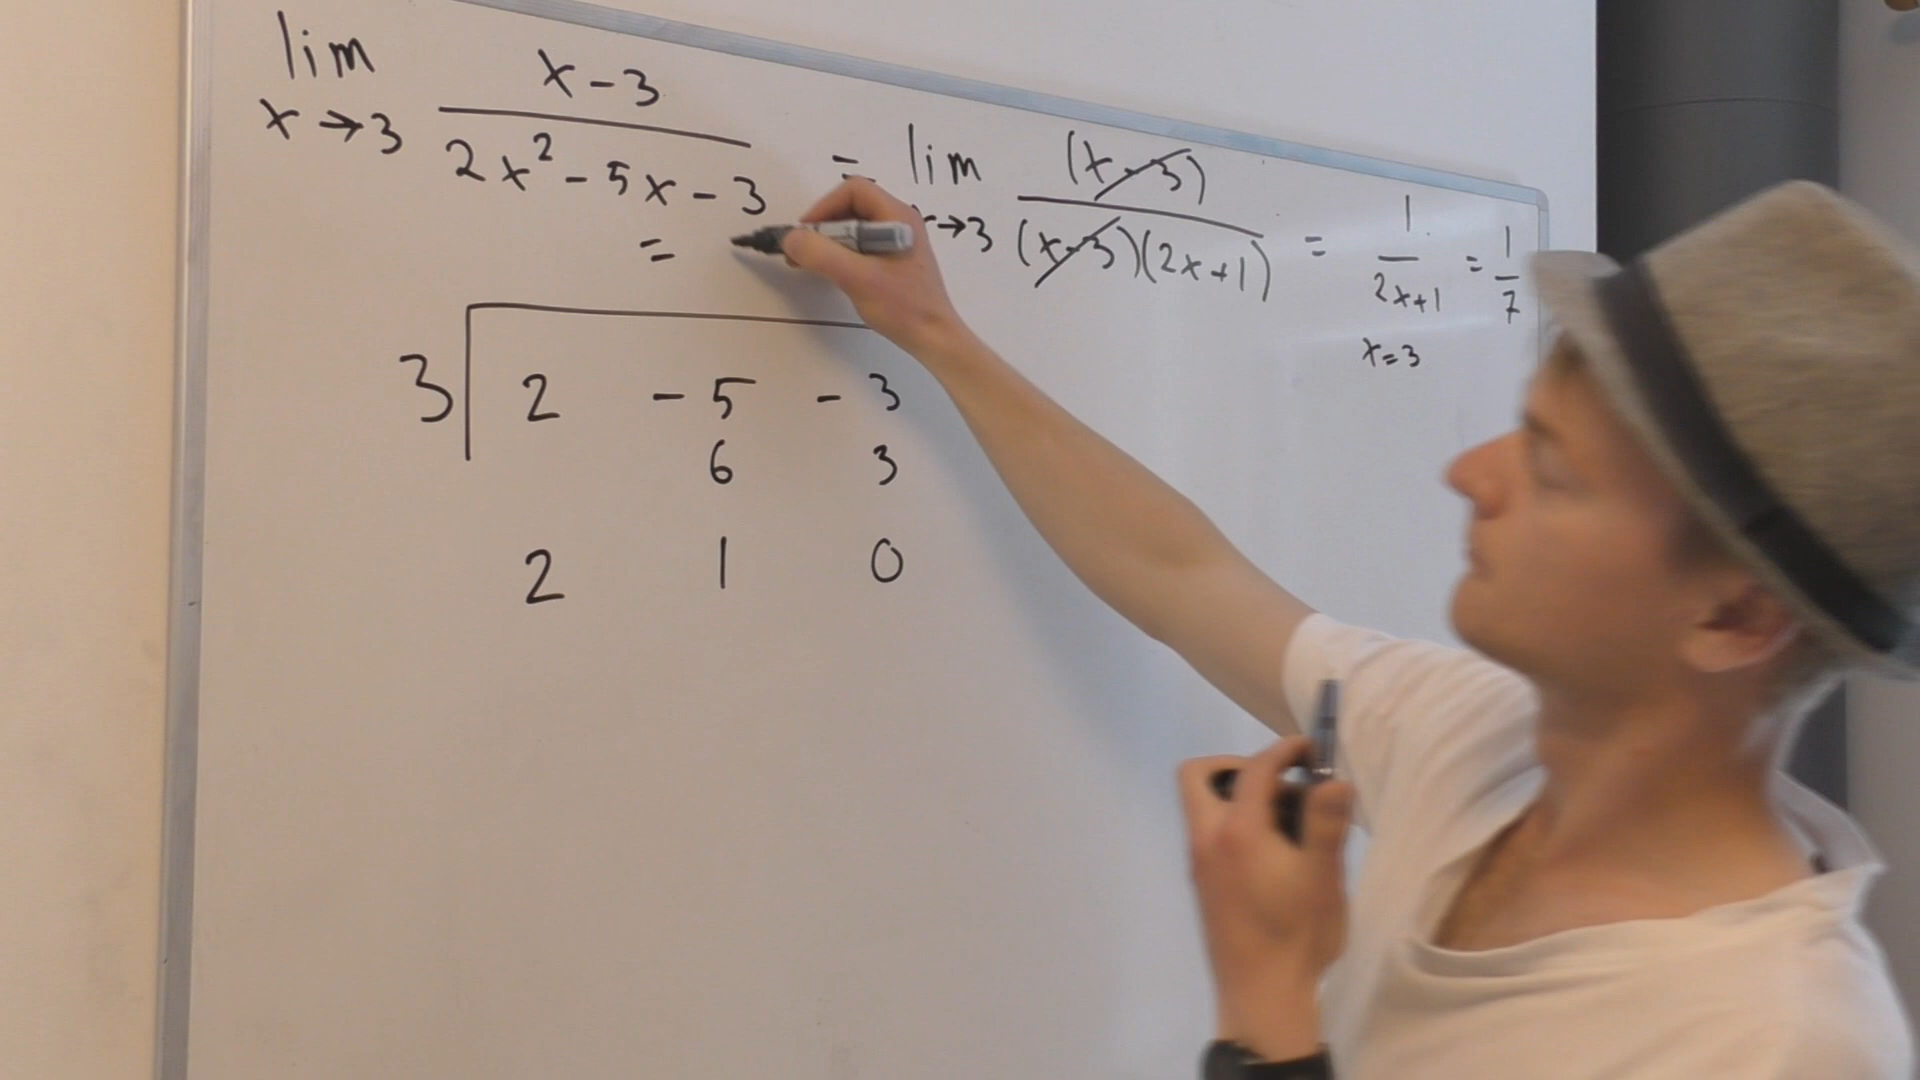 lim x→3 x-3 / 2x² - 5x - 3 = lim →3 (x-3) / (x-3)(2x+1) = 1 / 2x+1 = 1/7
=
x=3
3 2 -5 -3
6 3
2 1 0